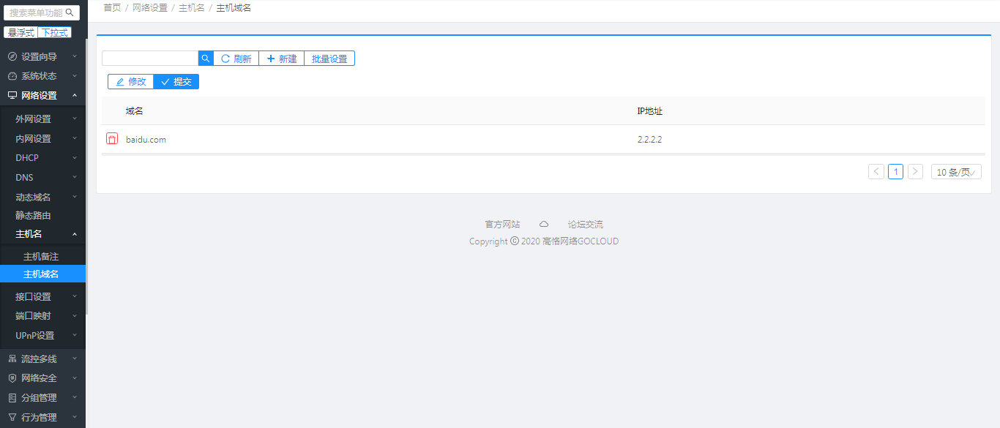 搜索菜单功能
悬浮式 下拉式
设置向导
系统状态
网络设置
外网设置
内网设置
DHCP
DNS
动态域名
静态路由
主机名
主机备注
主机域名
接口设置
端口映射
UPnP设置
流控多线
网络安全
分组管理
行为管理
首页 / 网络设置 / 主机名 / 主机域名
刷新 新建 批量设置
修改 提交
域名 IP地址
baidu.com 2.2.2.2
1 10 条/页
官方网站 论坛交流
Copyright © 2020 高恪网络GOCLOUD